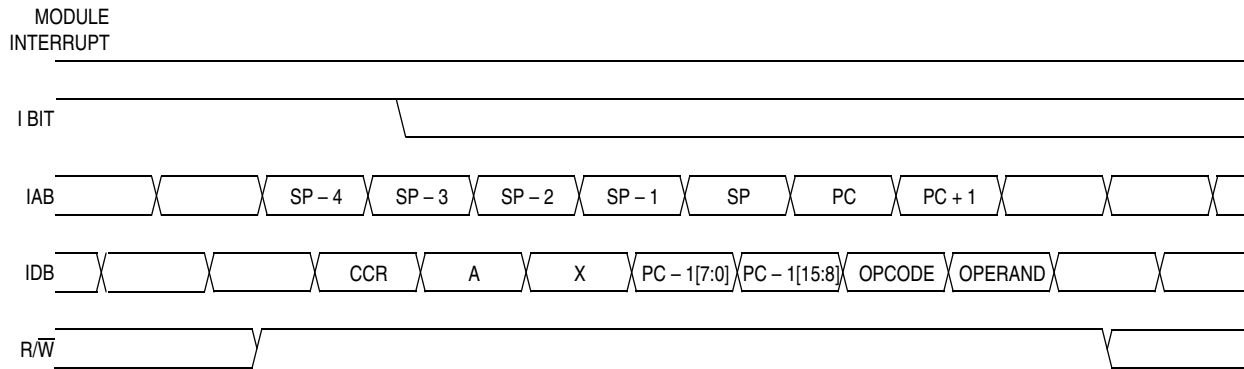 MODULE
INTERRUPT
I BIT
IAB SP – 4 SP – 3 SP – 2 SP – 1 SP PC PC + 1
IDB CCR A X PC – 1[7:0] PC – 1[15:8] OPCODE OPERAND
R/W̅